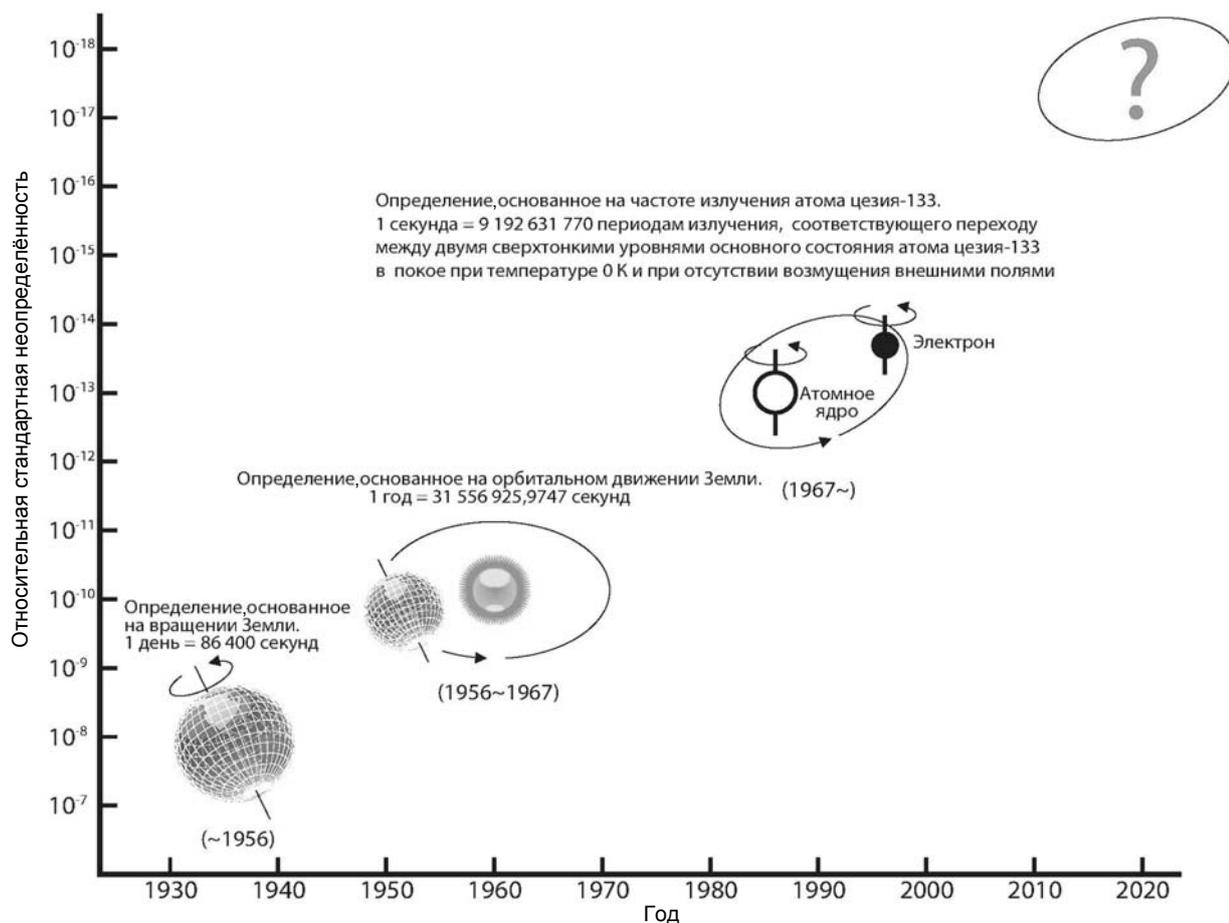 Относительная стандартная неопределённость
10⁻¹⁸
10⁻¹⁷
10⁻¹⁶
10⁻¹⁵
10⁻¹⁴
10⁻¹³
10⁻¹²
10⁻¹¹
10⁻¹⁰
10⁻⁹
10⁻⁸
10⁻⁷
?
Определение,основанное на частоте излучения атома цезия-133.
1 секунда = 9 192 631 770 периодам излучения, соответствующего переходу
между двумя сверхтонкими уровнями основного состояния атома цезия-133
в покое при температуре 0 К и при отсутствии возмущения внешними полями
Электрон
Атомное
ядро
(1967~)
Определение,основанное на орбитальном движении Земли.
1 год = 31 556 925,9747 секунд
(1956~1967)
Определение,основанное
на вращении Земли.
1 день = 86 400 секунд
(~1956)
1930 1940 1950 1960 1970 1980 1990 2000 2010 2020
Год